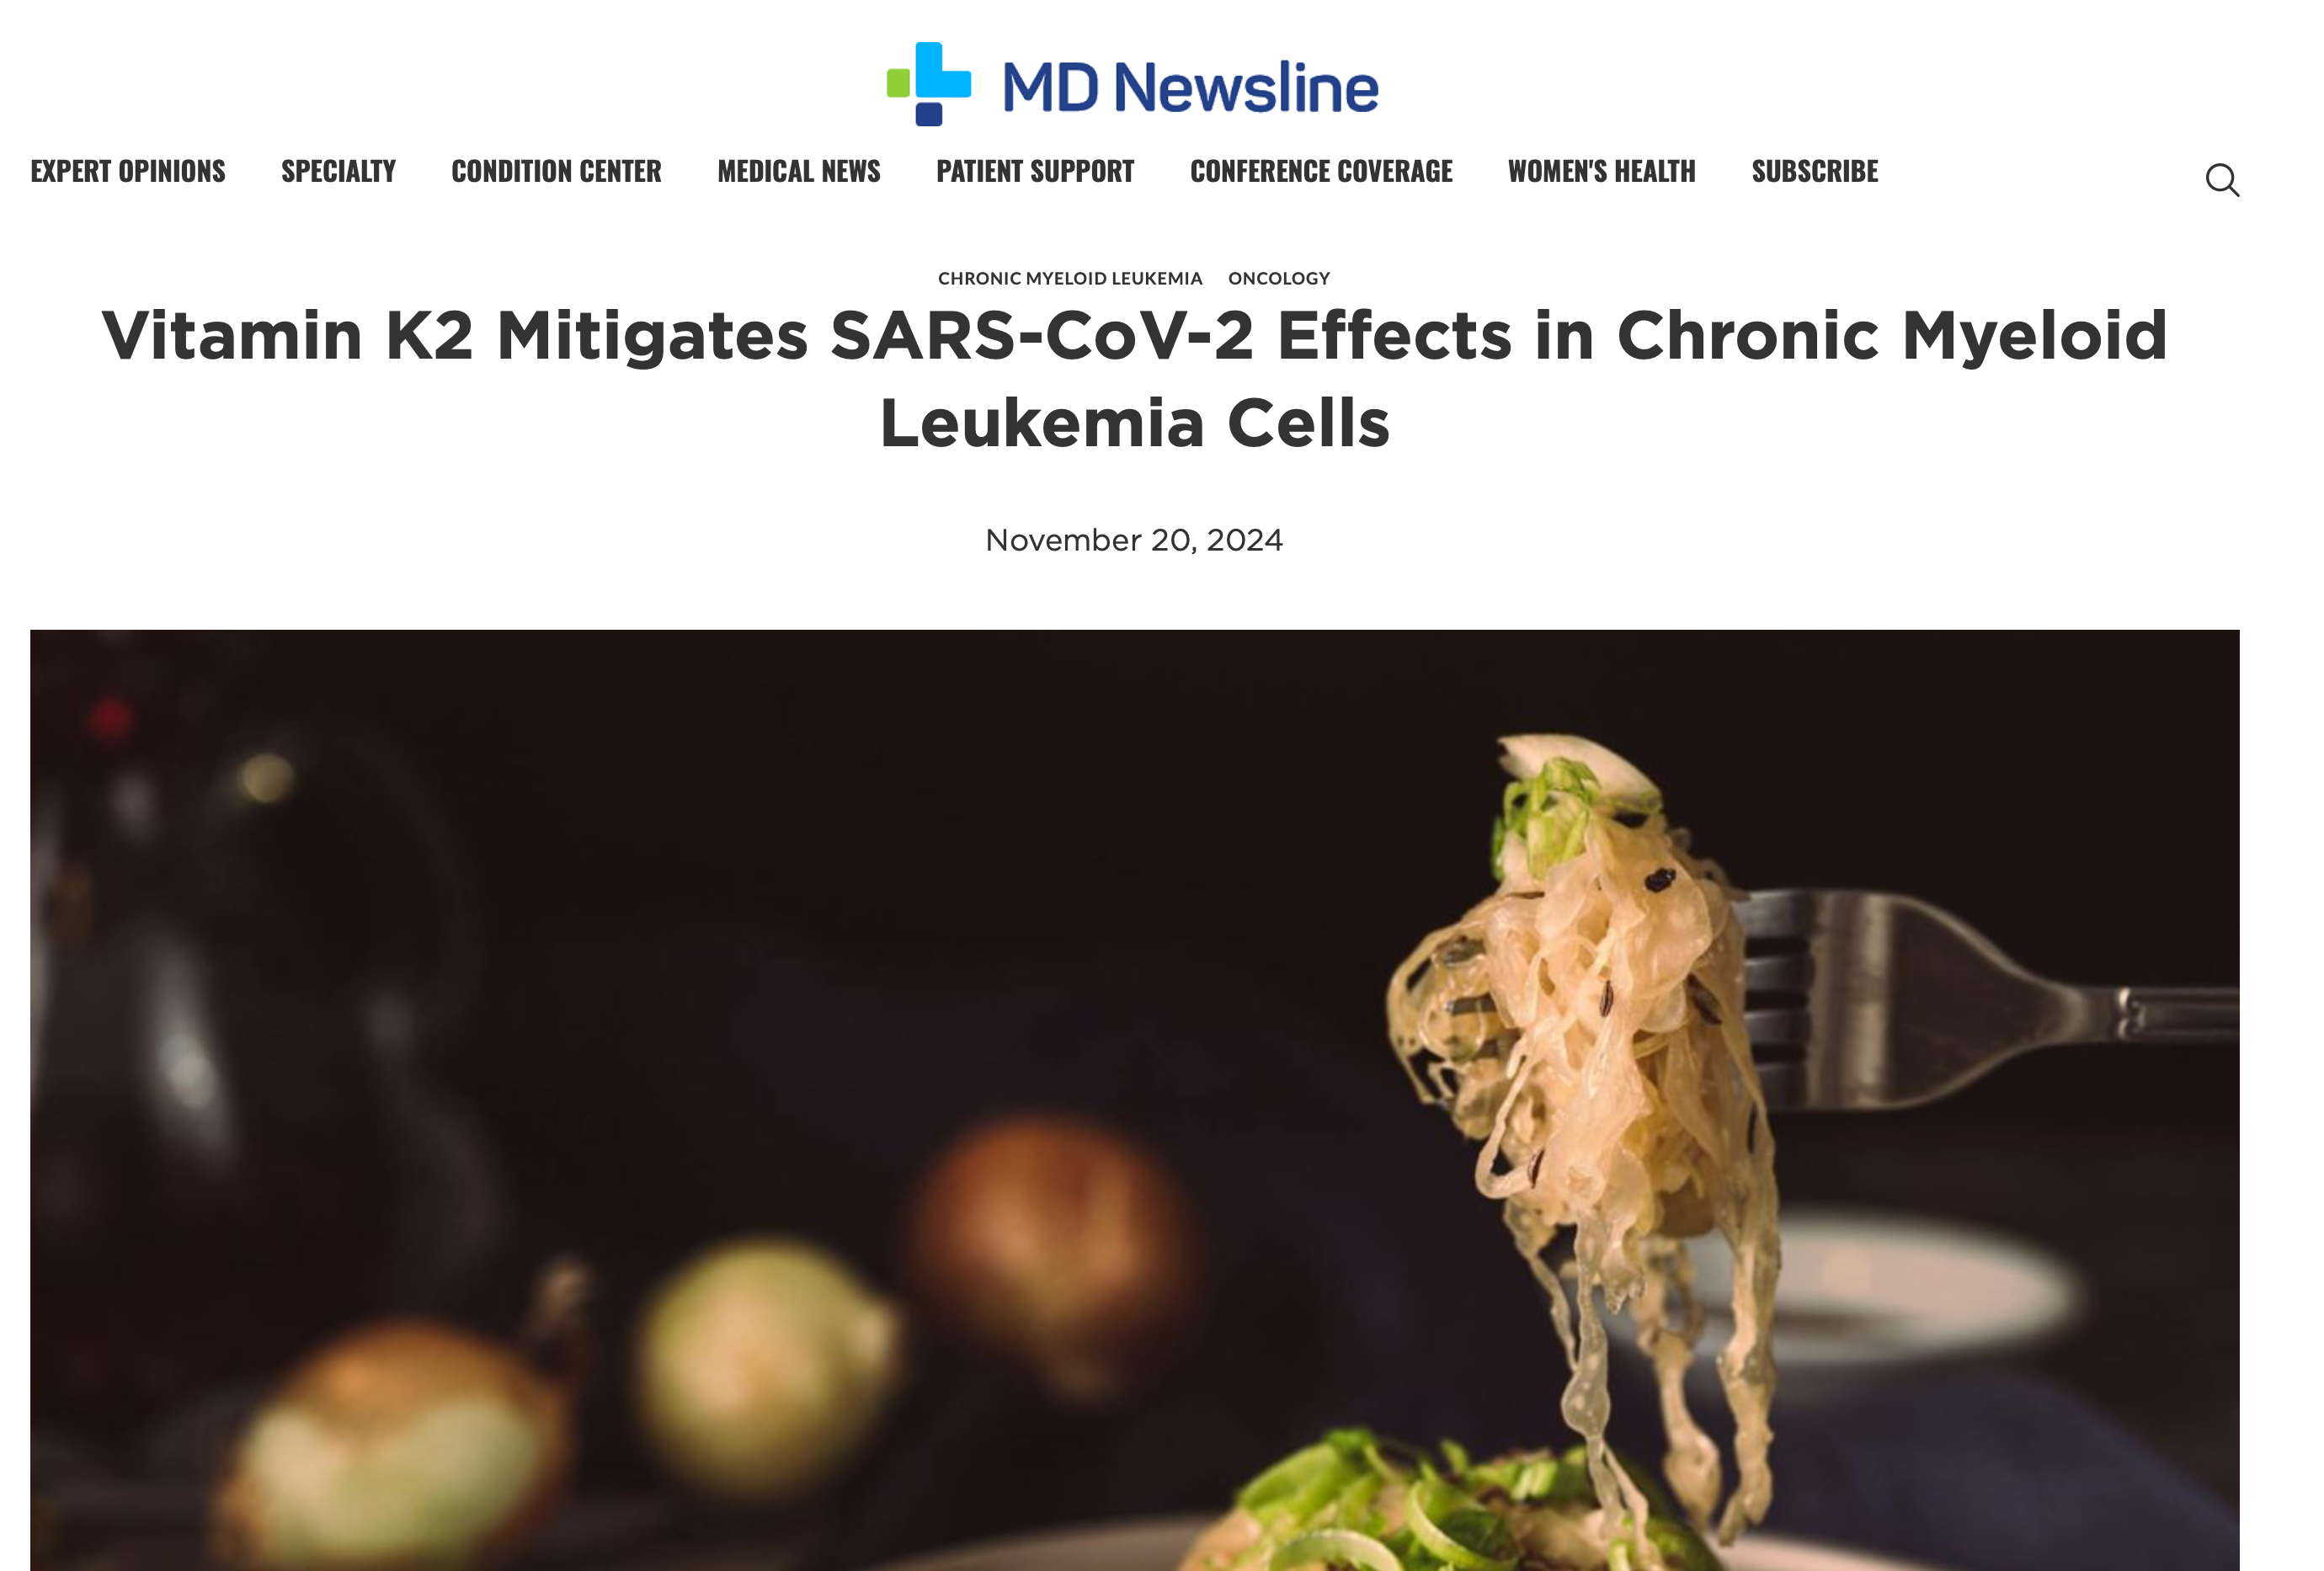 MD Newsline
EXPERT OPINIONS SPECIALTY CONDITION CENTER MEDICAL NEWS PATIENT SUPPORT CONFERENCE COVERAGE WOMEN'S HEALTH SUBSCRIBE
CHRONIC MYELOID LEUKEMIA ONCOLOGY
Vitamin K2 Mitigates SARS-CoV-2 Effects in Chronic Myeloid
Leukemia Cells
November 20, 2024